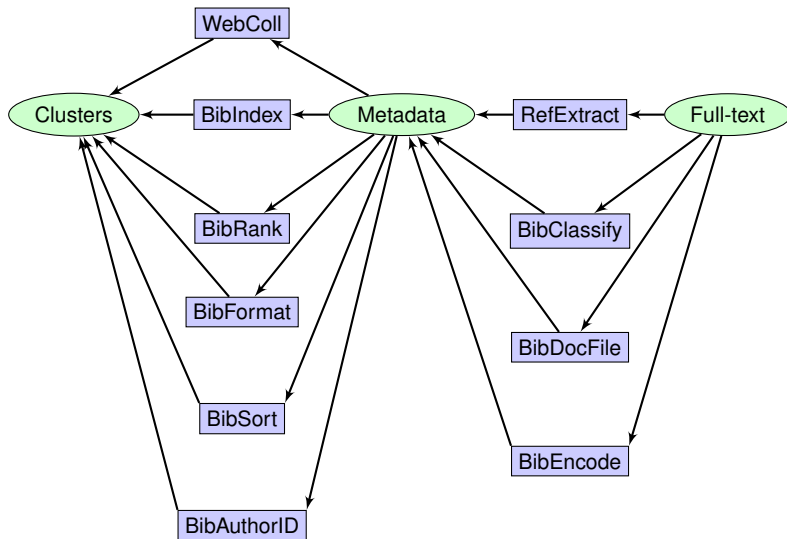 WebColl
Clusters
BibIndex
Metadata
RefExtract
Full-text
BibRank
BibClassify
BibFormat
BibDocFile
BibSort
BibEncode
BibAuthorID